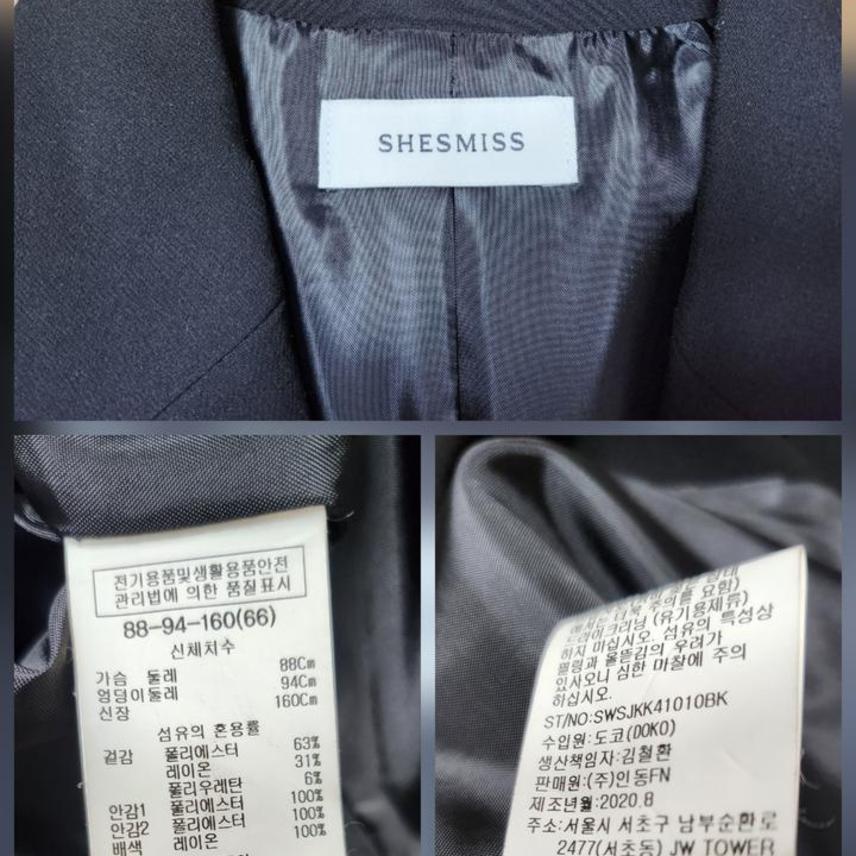 SHESMISS
전기용품및생활용품안전
관리법에 의한 품질표시
88-94-160(66)
신체치수
가슴 둘레 88Cm
엉덩이둘레 94Cm
신장 160Cm
섬유의 혼용률
겉감 폴리에스터 63%
레이온 31%
폴리우레탄 6%
안감1 폴리에스터 100%
안감2 폴리에스터 100%
배색 레이온 100%
주의를 요함)
드라이크리닝 (유기용제류)
하지 마십시오. 섬유의 특성상
필링과 올뜯김의 우려가
있사오니 심한 마찰에 주의
하십시오.
ST/NO:SWSJKK41010BK
수입원:도코(DOKO)
생산책임자:김철환
판매원:(주)인동FN
제조년월:2020.8
주소:서울시 서초구 남부순환로
2477(서초동) JW TOWER